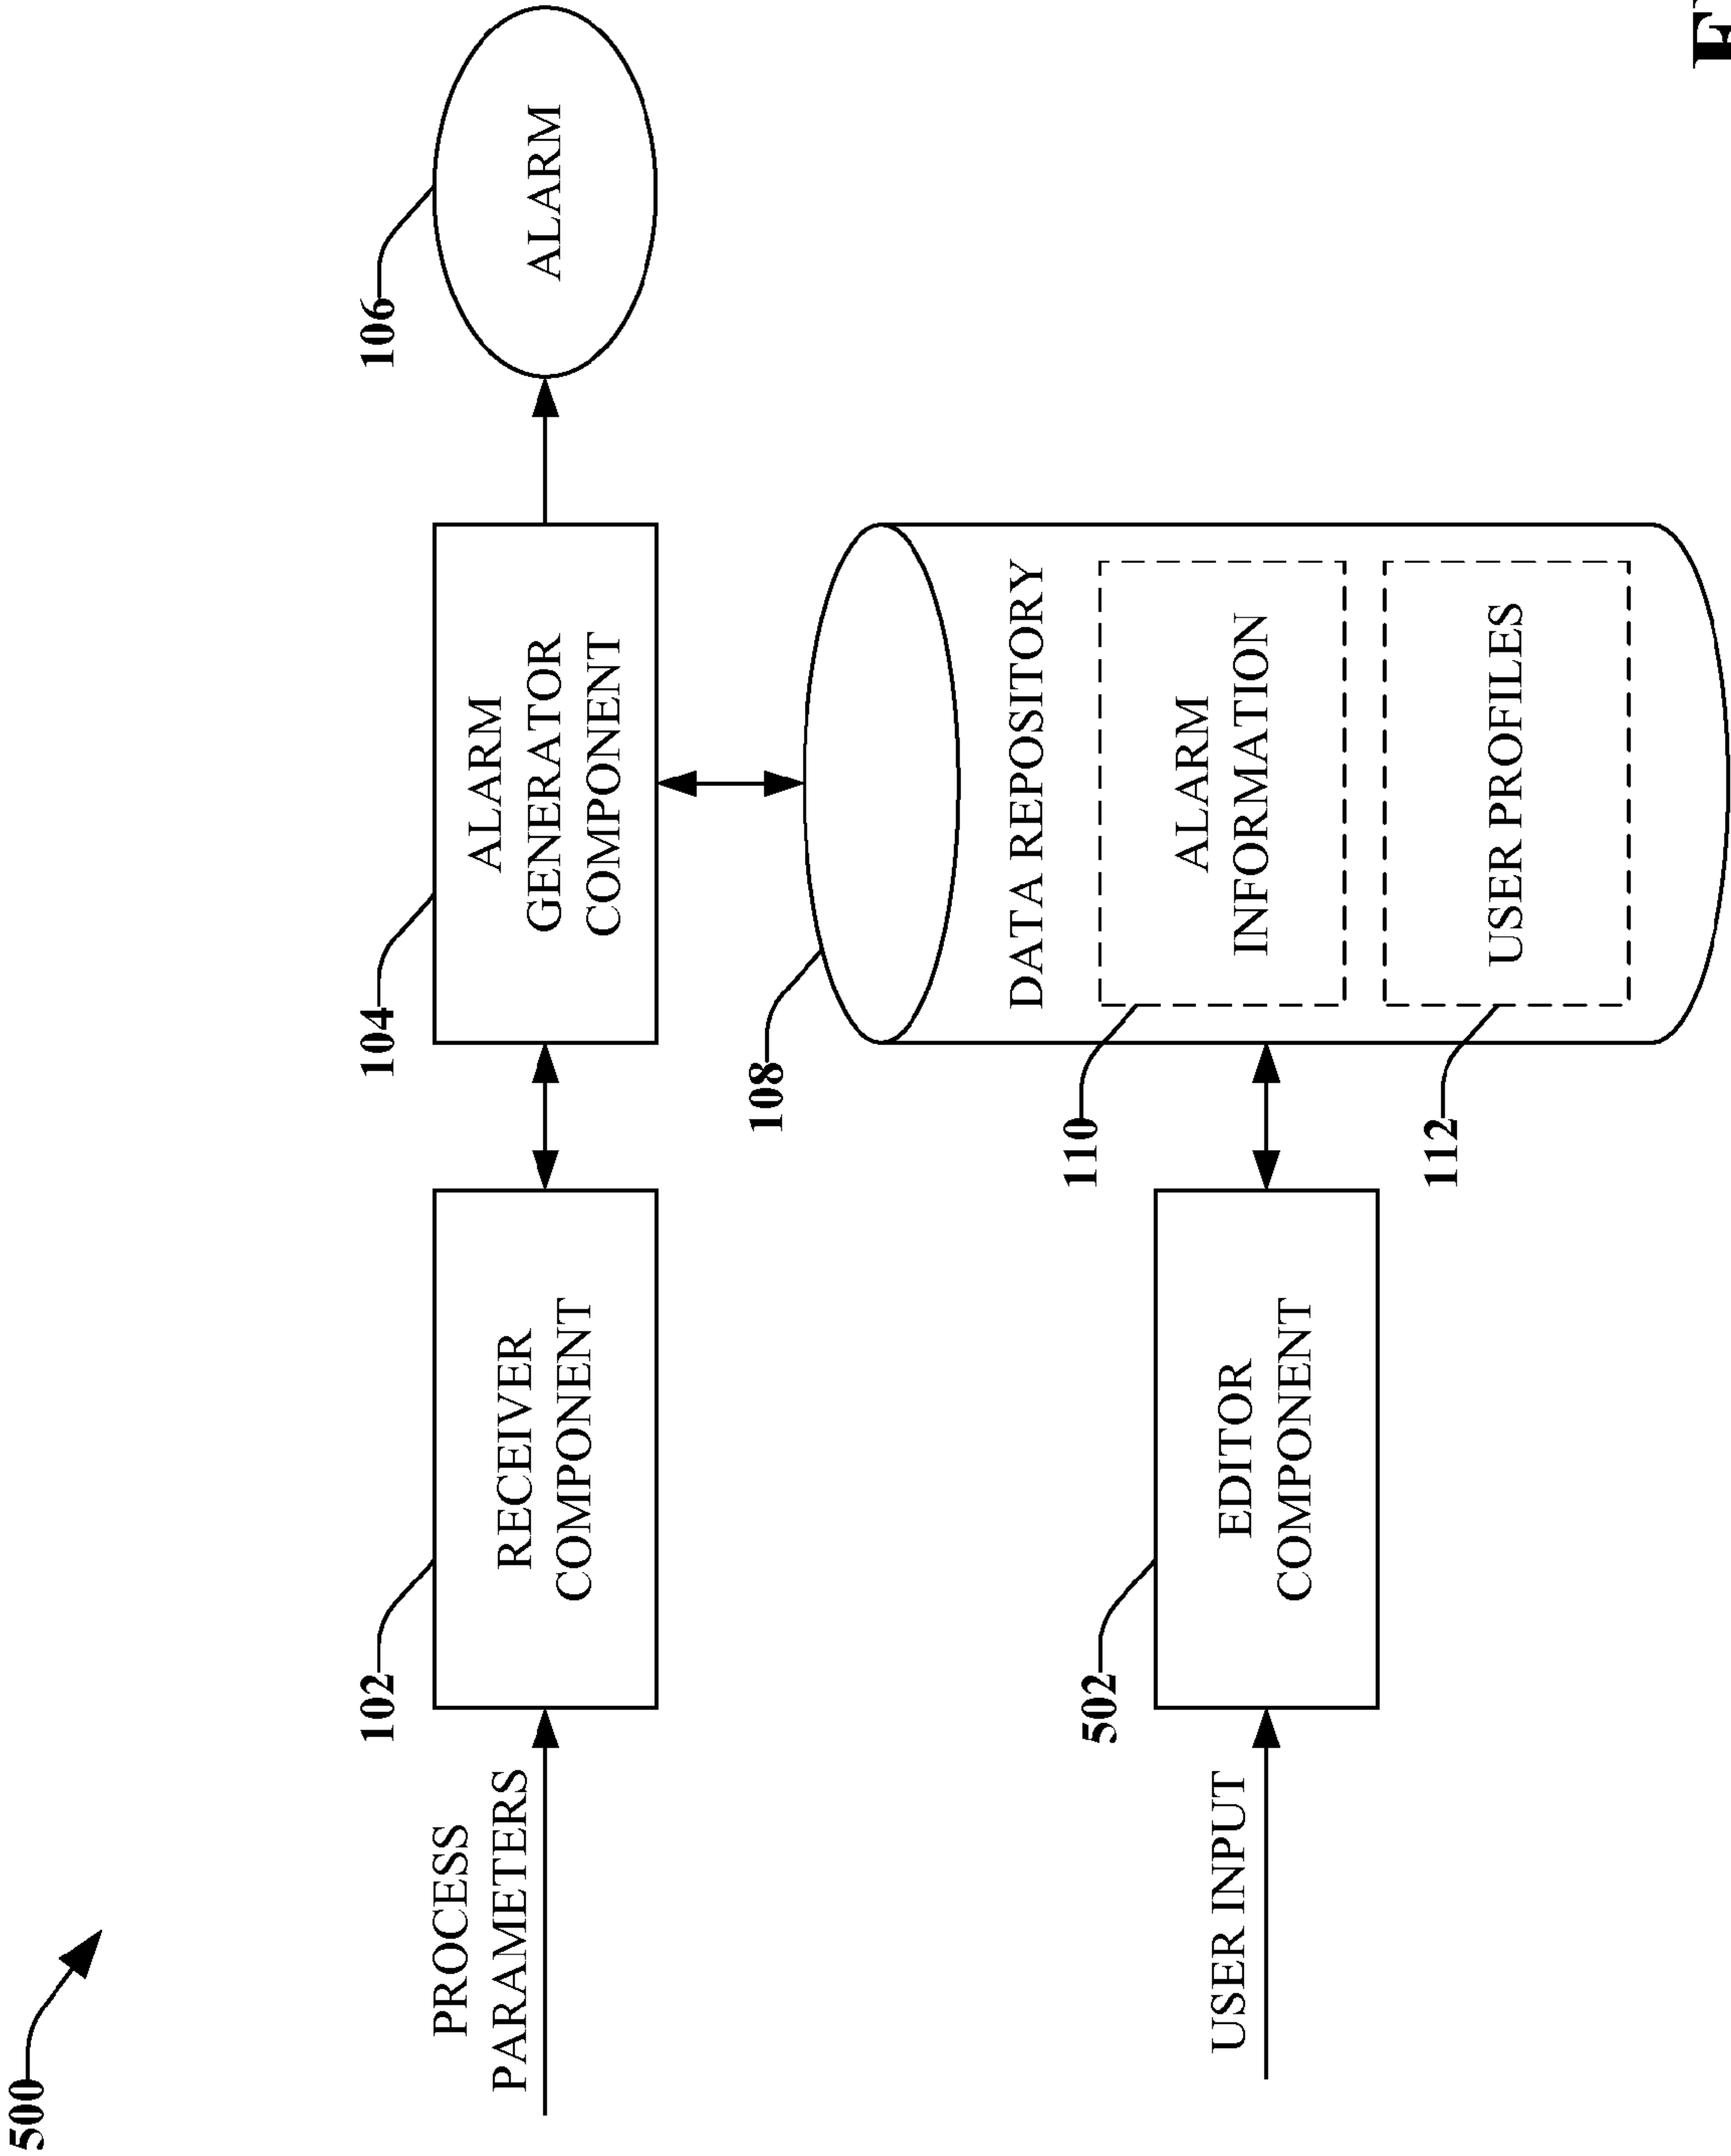 500
PROCESS
PARAMETERS
102
RECEIVER
COMPONENT
104
ALARM
GENERATOR
COMPONENT
106
ALARM
108
DATA REPOSITORY
110
ALARM
INFORMATION
112
USER PROFILES
USER INPUT
502
EDITOR
COMPONENT